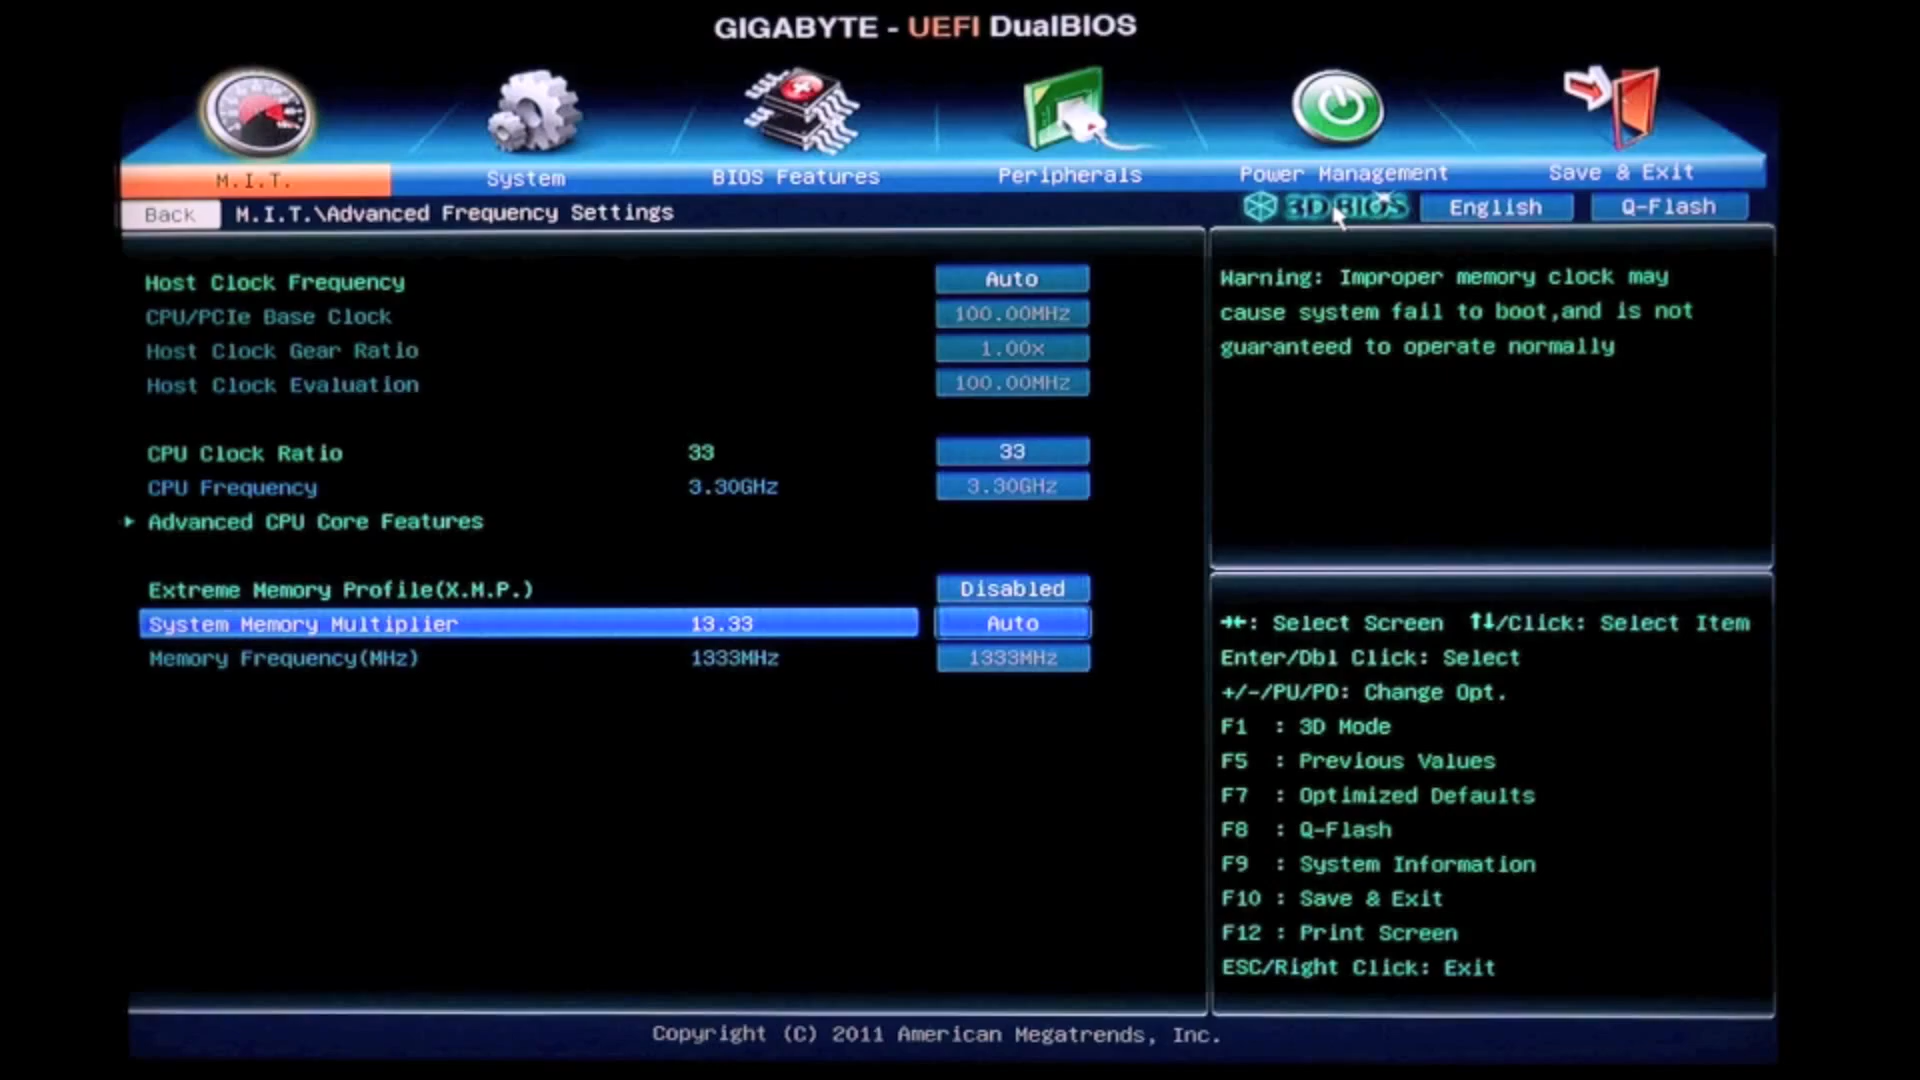 GIGABYTE - UEFI DualBIOS
M.I.T. System BIOS Features Peripherals Power Management Save & Exit
Back M.I.T.\Advanced Frequency Settings 3D BIOS English Q-Flash
Host Clock Frequency Auto
CPU/PCIe Base Clock 100.00MHz
Host Clock Gear Ratio 1.00x
Host Clock Evaluation 100.00MHz
CPU Clock Ratio 33 33
CPU Frequency 3.30GHz 3.30GHz
Advanced CPU Core Features
Extreme Memory Profile(X.M.P.) Disabled
System Memory Multiplier 13.33 Auto
Memory Frequency(MHz) 1333MHz 1333MHz
Warning: Improper memory clock may
cause system fail to boot,and is not
guaranteed to operate normally
→←: Select Screen ↑↓/Click: Select Item
Enter/Dbl Click: Select
+/-/PU/PD: Change Opt.
F1 : 3D Mode
F5 : Previous Values
F7 : Optimized Defaults
F8 : Q-Flash
F9 : System Information
F10 : Save & Exit
F12 : Print Screen
ESC/Right Click: Exit
Copyright (C) 2011 American Megatrends, Inc.